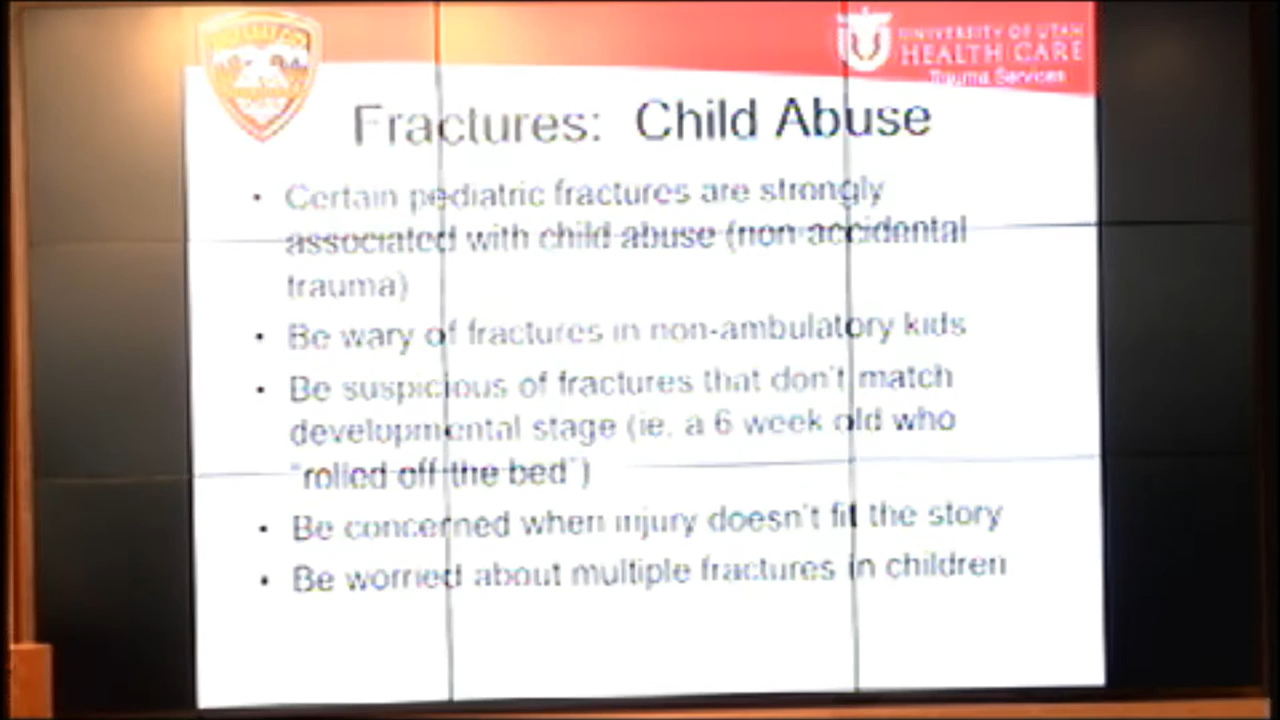 UNIVERSITY OF UTAH
HEALTH CARE
Trauma Services
Fractures: Child Abuse
• Certain pediatric fractures are strongly
associated with child abuse (non-accidental
trauma)
• Be wary of fractures in non-ambulatory kids
• Be suspicious of fractures that don't match
developmental stage (ie. a 6 week old who
"rolled off the bed")
• Be concerned when injury doesn't fit the story
• Be worried about multiple fractures in children